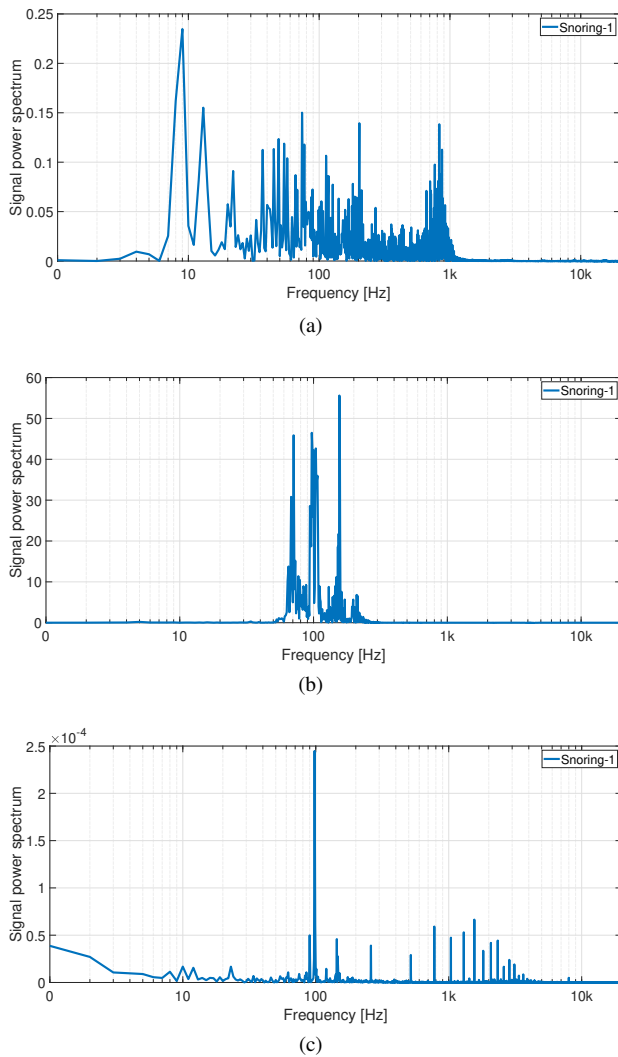 0.25
Snoring-1
0.2
0.15
0.1
0.05
0
0 10 100 1k 10k
Signal power spectrum
Frequency [Hz]
(a)
60
Snoring-1
50
40
30
20
10
0
0 10 100 1k 10k
Signal power spectrum
Frequency [Hz]
(b)
×10⁻⁴
2.5
Snoring-1
2
1.5
1
0.5
0
0 10 100 1k 10k
Signal power spectrum
Frequency [Hz]
(c)